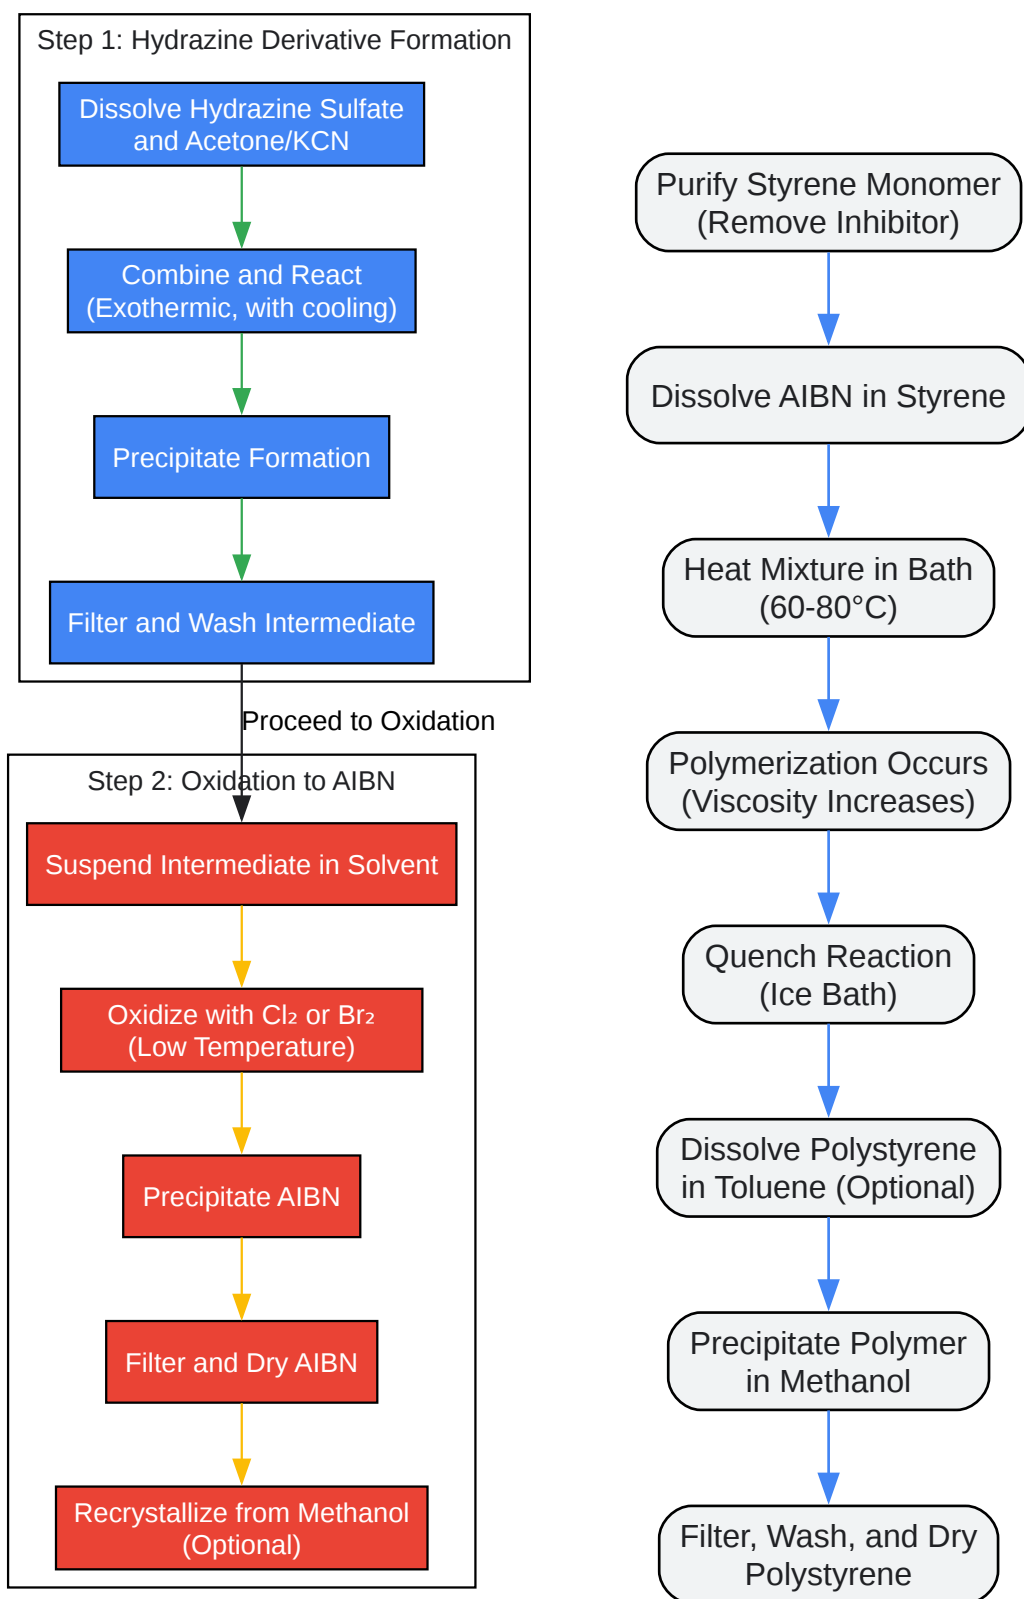 Step 1: Hydrazine Derivative Formation
Dissolve Hydrazine Sulfate
and Acetone/KCN
Combine and React
(Exothermic, with cooling)
Precipitate Formation
Filter and Wash Intermediate
Proceed to Oxidation
Step 2: Oxidation to AIBN
Suspend Intermediate in Solvent
Oxidize with Cl₂ or Br₂
(Low Temperature)
Precipitate AIBN
Filter and Dry AIBN
Recrystallize from Methanol
(Optional)
Purify Styrene Monomer
(Remove Inhibitor)
Dissolve AIBN in Styrene
Heat Mixture in Bath
(60-80°C)
Polymerization Occurs
(Viscosity Increases)
Quench Reaction
(Ice Bath)
Dissolve Polystyrene
in Toluene (Optional)
Precipitate Polymer
in Methanol
Filter, Wash, and Dry
Polystyrene